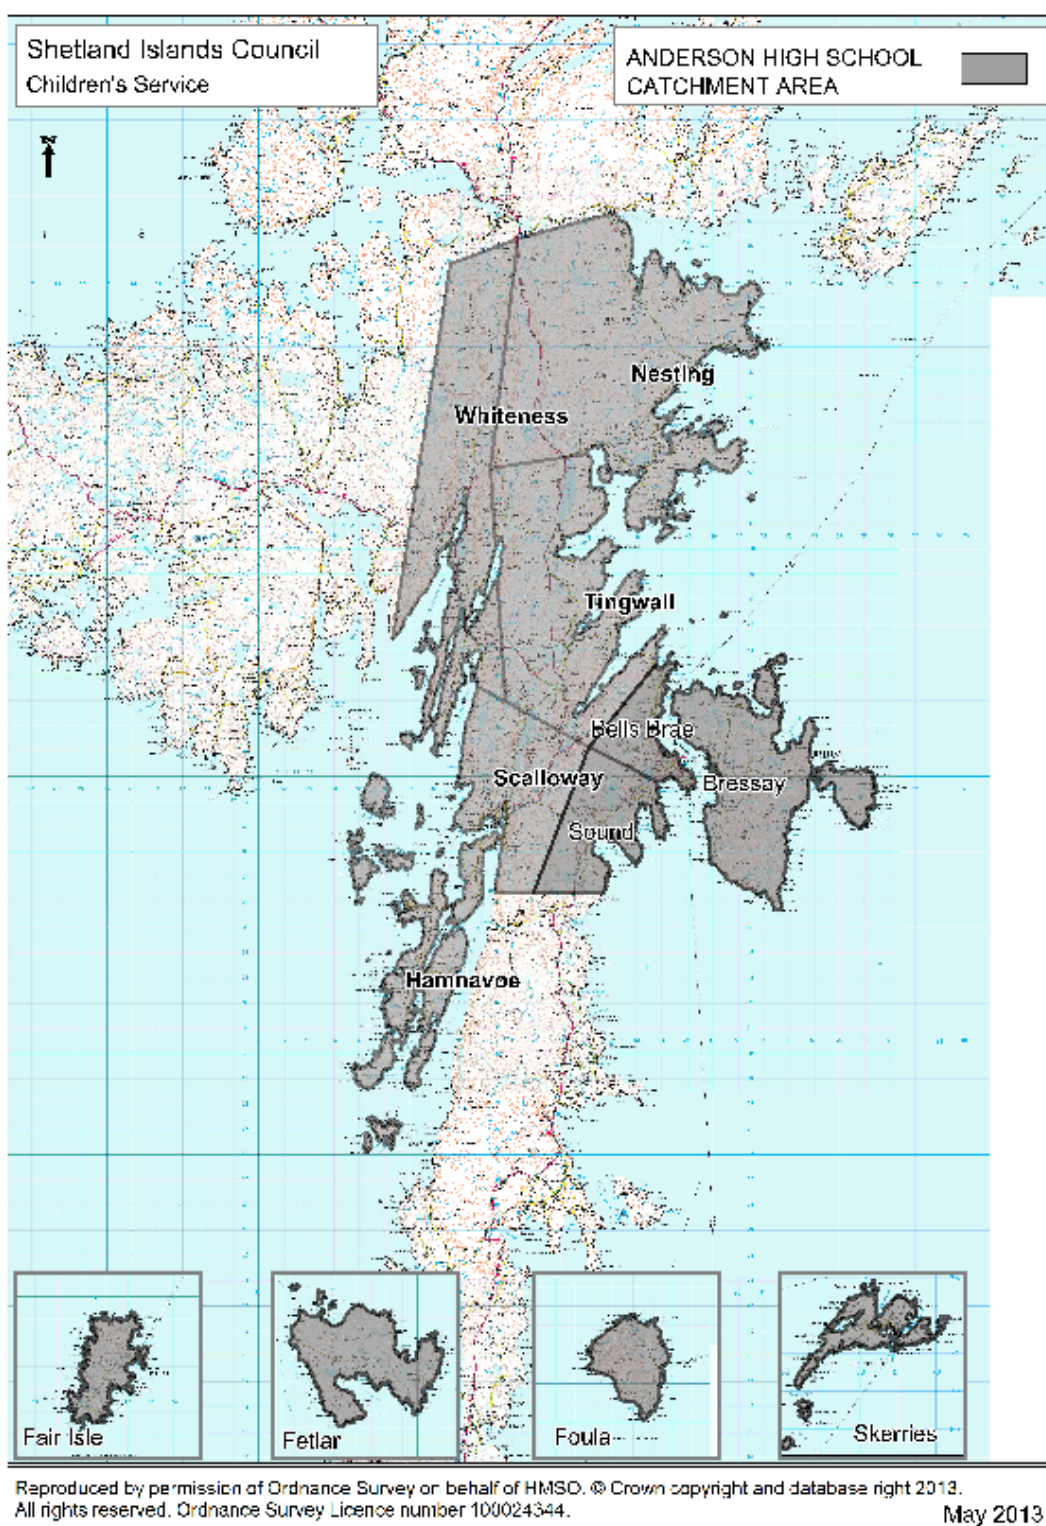 Shetland Islands Council
Children's Service
ANDERSON HIGH SCHOOL
CATCHMENT AREA
N
Nesting
Whiteness
Tingwall
Bells Brae
Scalloway
Bressay
Sound
Hamnavoe
Fair Isle
Fetlar
Foula
Skerries
Reproduced by permission of Ordnance Survey on behalf of HMSO. © Crown copyright and database right 2013.
All rights reserved. Ordnance Survey Licence number 100024344.
May 2013